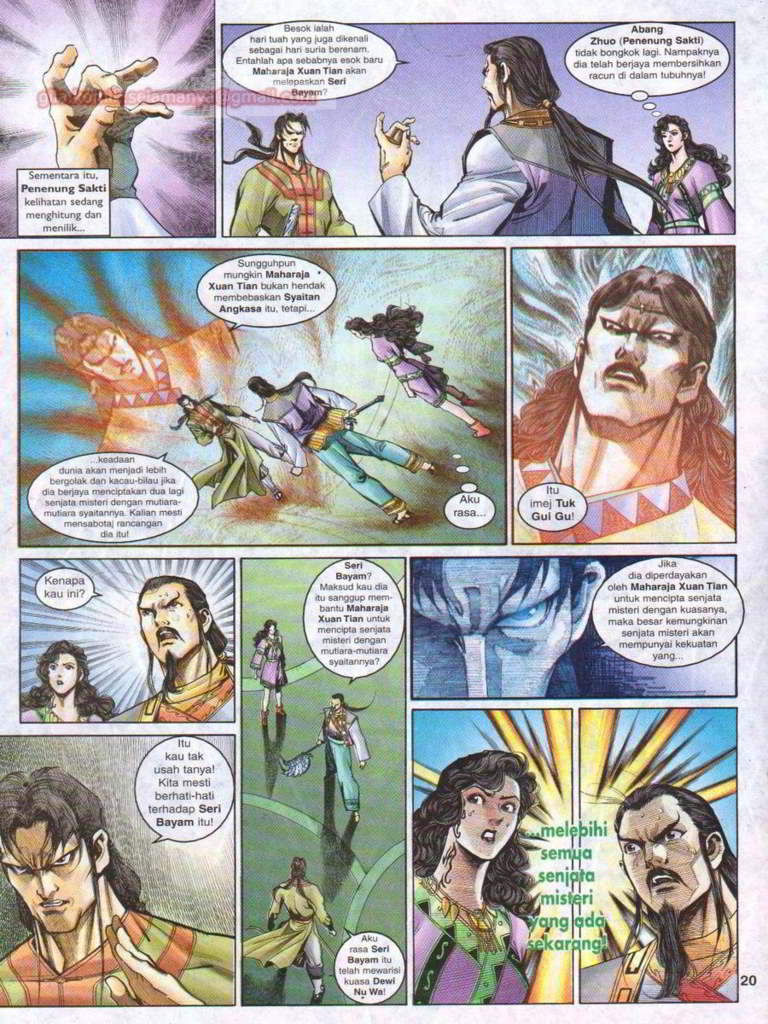 Sementara itu,
Penenung Sakti
kelihatan sedang
menghitung dan
menilik...
Besok ialah
hari tuah yang juga dikenali
sebagai hari suria berenam.
Entahlah apa sebabnya esok baru
Maharaja Xuan Tian akan
melepaskan Seri
Bayam?
Abang
Zhuo (Penenung Sakti)
tidak bongkok lagi. Nampaknya
dia telah berjaya membersihkan
racun di dalam tubuhnya!
Sungguhpun
mungkin Maharaja
Xuan Tian bukan hendak
membebaskan Syaitan
Angkasa itu, tetapi...
...keadaan
dunia akan menjadi lebih
bergolak dan kacau-bilau jika
dia berjaya menciptakan dua lagi
senjata misteri dengan mutiara-
mutiara syaitannya. Kalian mesti
mensabotaj rancangan
dia itu!
Aku
rasa...
Itu
imej Tuk
Gui Gu!
Kenapa
kau ini?
Itu
kau tak
usah tanya!
Kita mesti
berhati-hati
terhadap Seri
Bayam itu!
Seri
Bayam?
Maksud kau dia
itu sanggup mem-
bantu Maharaja
Xuan Tian untuk
mencipta senjata
misteri dengan
mutiara-mutiara
syaitannya?
Aku
rasa Seri
Bayam itu
telah mewarisi
kuasa Dewi
Nu Wa!
Jika
dia diperdayakan
oleh Maharaja Xuan Tian
untuk mencipta senjata
misteri dengan kuasanya,
maka besar kemungkinan
senjata misteri akan
mempunyai kekuatan
yang...
...melebihi
semua
senjata
misteri
yang ada
sekarang!
20